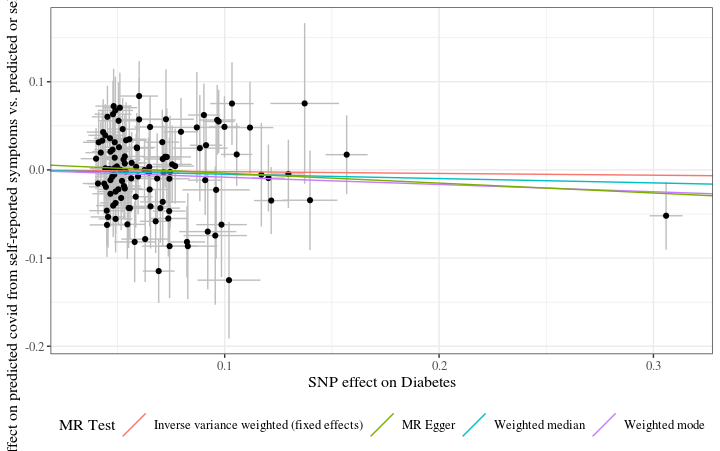 effect on predicted covid from self-reported symptoms vs. predicted or se
0.1
0.0
-0.1
-0.2
0.1
0.2
0.3
SNP effect on Diabetes
MR Test
Inverse variance weighted (fixed effects)
MR Egger
Weighted median
Weighted mode